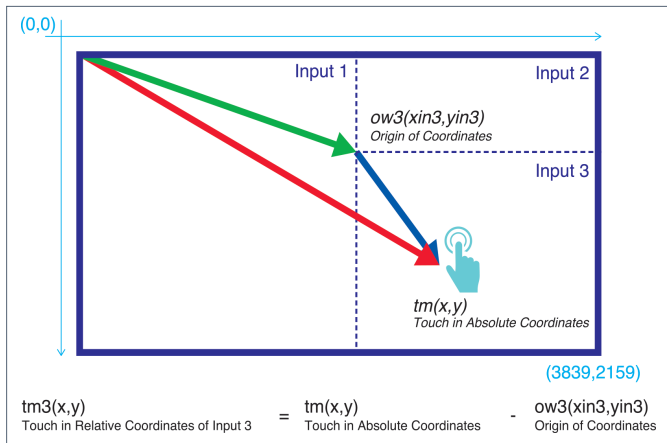 (0,0)
Input 1
Input 2
ow3(xin3,yin3)
Origin of Coordinates
Input 3
tm(x,y)
Touch in Absolute Coordinates
(3839,2159)
tm3(x,y) = tm(x,y) - ow3(xin3,yin3)
Touch in Relative Coordinates of Input 3 Touch in Absolute Coordinates Origin of Coordinates